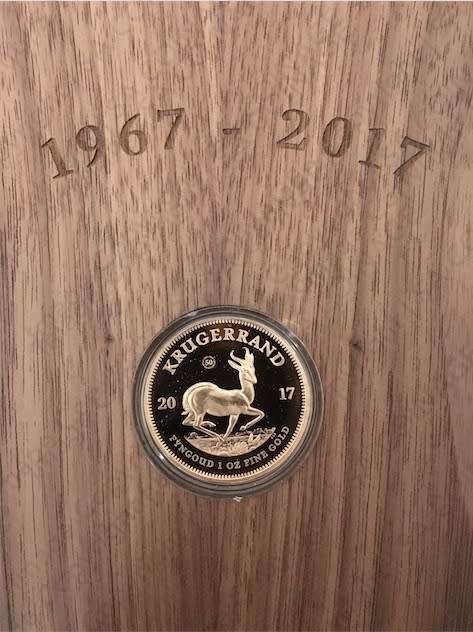 1967 - 2017
KRUGERRAND
50
20 17
FYNGOUD 1 OZ FINE GOLD